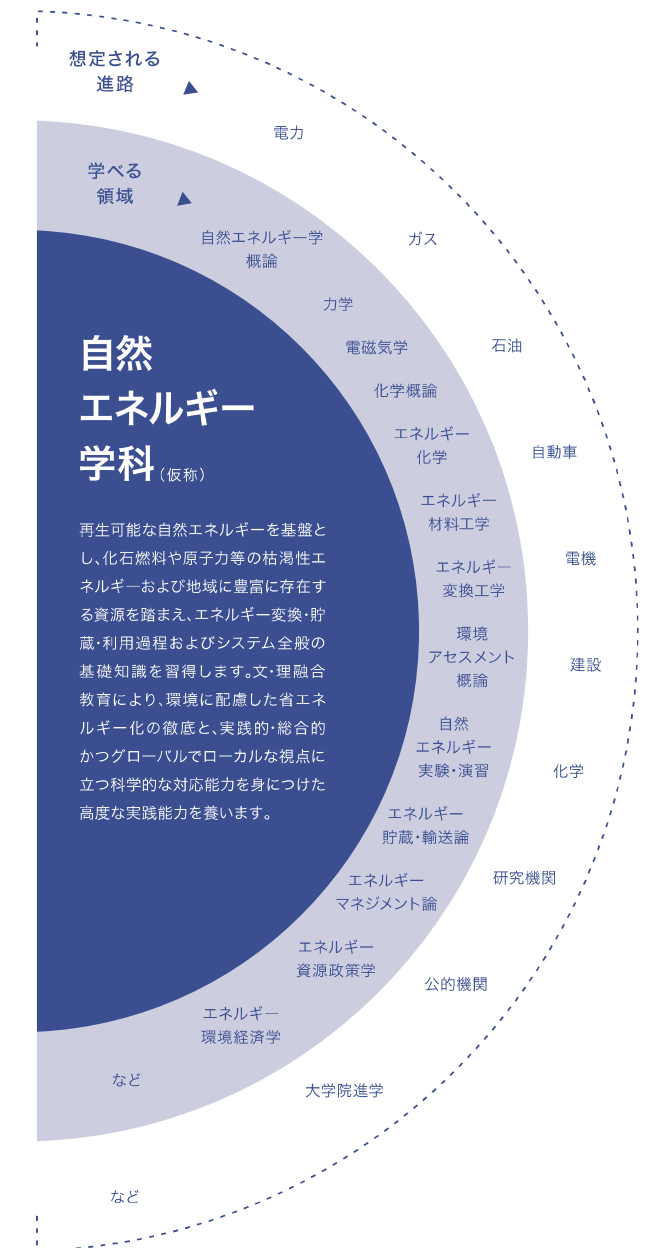 想定される
進路
電力
ガス
石油
自動車
電機
建設
化学
研究機関
公的機関
大学院進学
など
学べる
領域
自然エネルギー学
概論
力学
電磁気学
化学概論
エネルギー
化学
エネルギー
材料工学
エネルギー
変換工学
環境
アセスメント
概論
自然
エネルギー
実験・演習
エネルギー
貯蔵・輸送論
エネルギー
マネジメント論
エネルギー
資源政策学
エネルギー
環境経済学
など
自然
エネルギー
学科（仮称）
再生可能な自然エネルギーを基盤と
し、化石燃料や原子力等の枯渇性エ
ネルギーおよび地域に豊富に存在す
る資源を踏まえ、エネルギー変換・貯
蔵・利用過程およびシステム全般の
基礎知識を習得します。文・理融合
教育により、環境に配慮した省エネ
ルギー化の徹底と、実践的・総合的
かつグローバルでローカルな視点に
立つ科学的な対応能力を身につけた
高度な実践能力を養います。